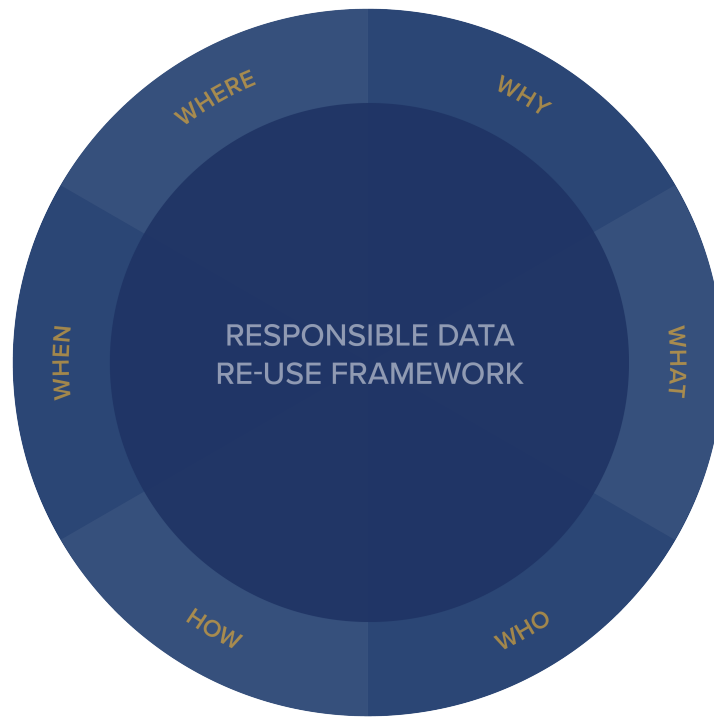 WHERE
WHY
WHEN
RESPONSIBLE DATA
RE-USE FRAMEWORK
WHAT
HOW
WHO